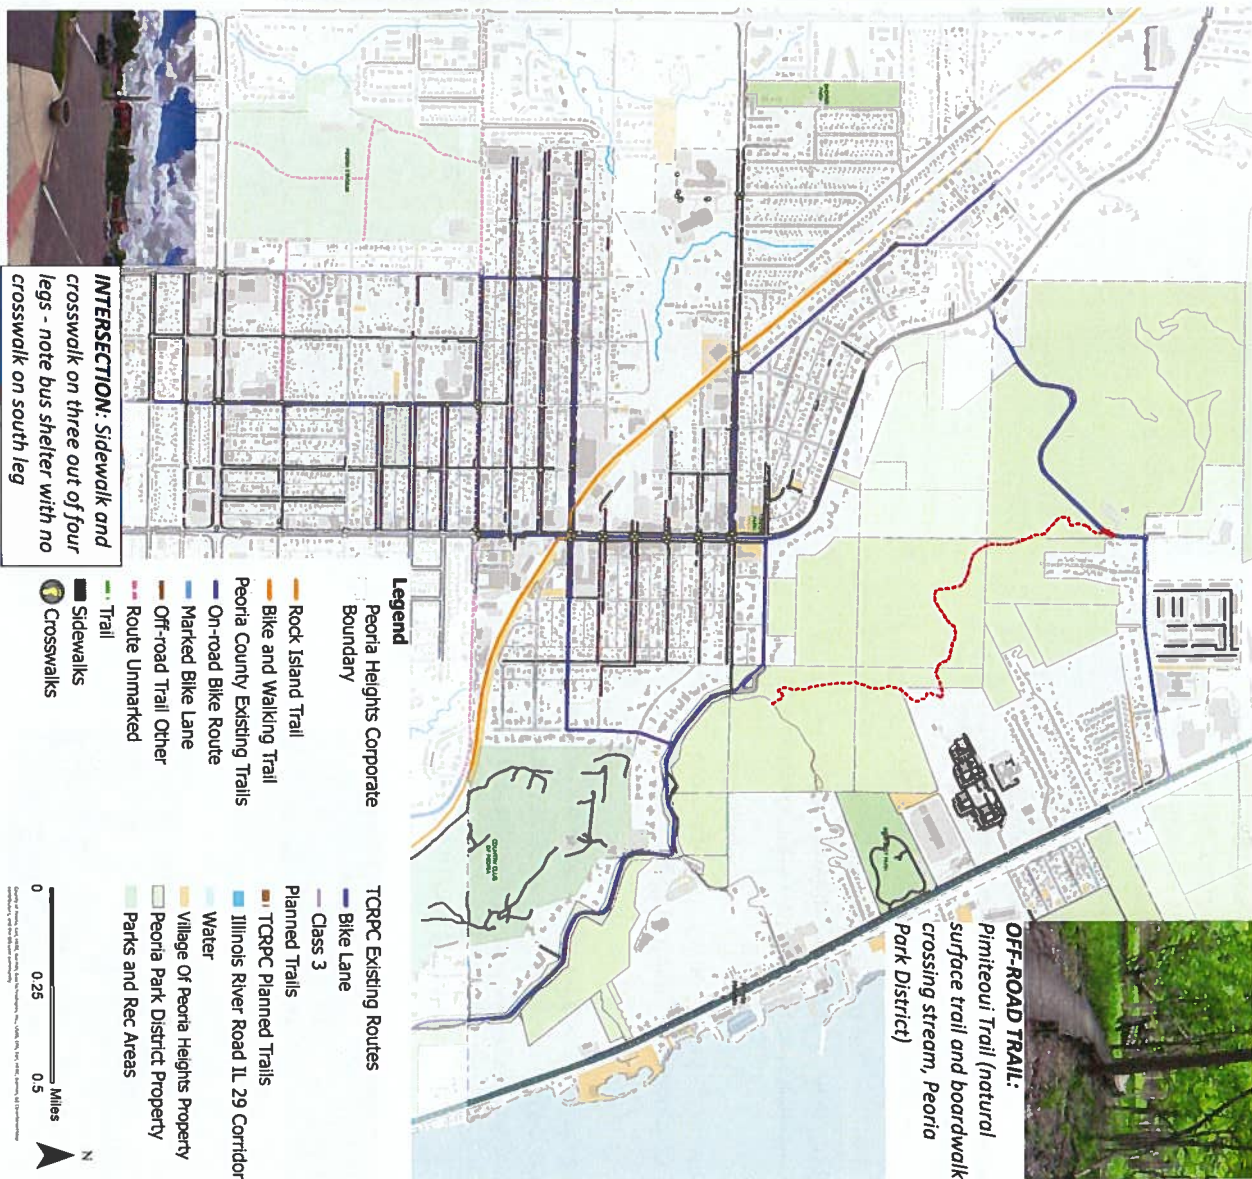 INTERSECTION: Sidewalk and
crosswalk on three out of four
legs - note bus shelter with no
crosswalk on south leg
OFF-ROAD TRAIL:
Pimiteoui Trail (natural
surface trail and boardwalk
crossing stream, Peoria
Park District)
Legend
Peoria Heights Corporate
Boundary
Rock Island Trail
Bike and Walking Trail
Peoria County Existing Trails
On-road Bike Route
Marked Bike Lane
Off-road Trail Other
Route Unmarked
Trail
Sidewalks
Crosswalks
TCRPC Existing Routes
Bike Lane
Class 3
Planned Trails
TCRPC Planned Trails
Illinois River Road IL 29 Corridor
Water
Village Of Peoria Heights Property
Peoria Park District Property
Parks and Rec Areas
0 0.25 0.5
Miles
N
COUNTRY CLUB
OF PEORIA